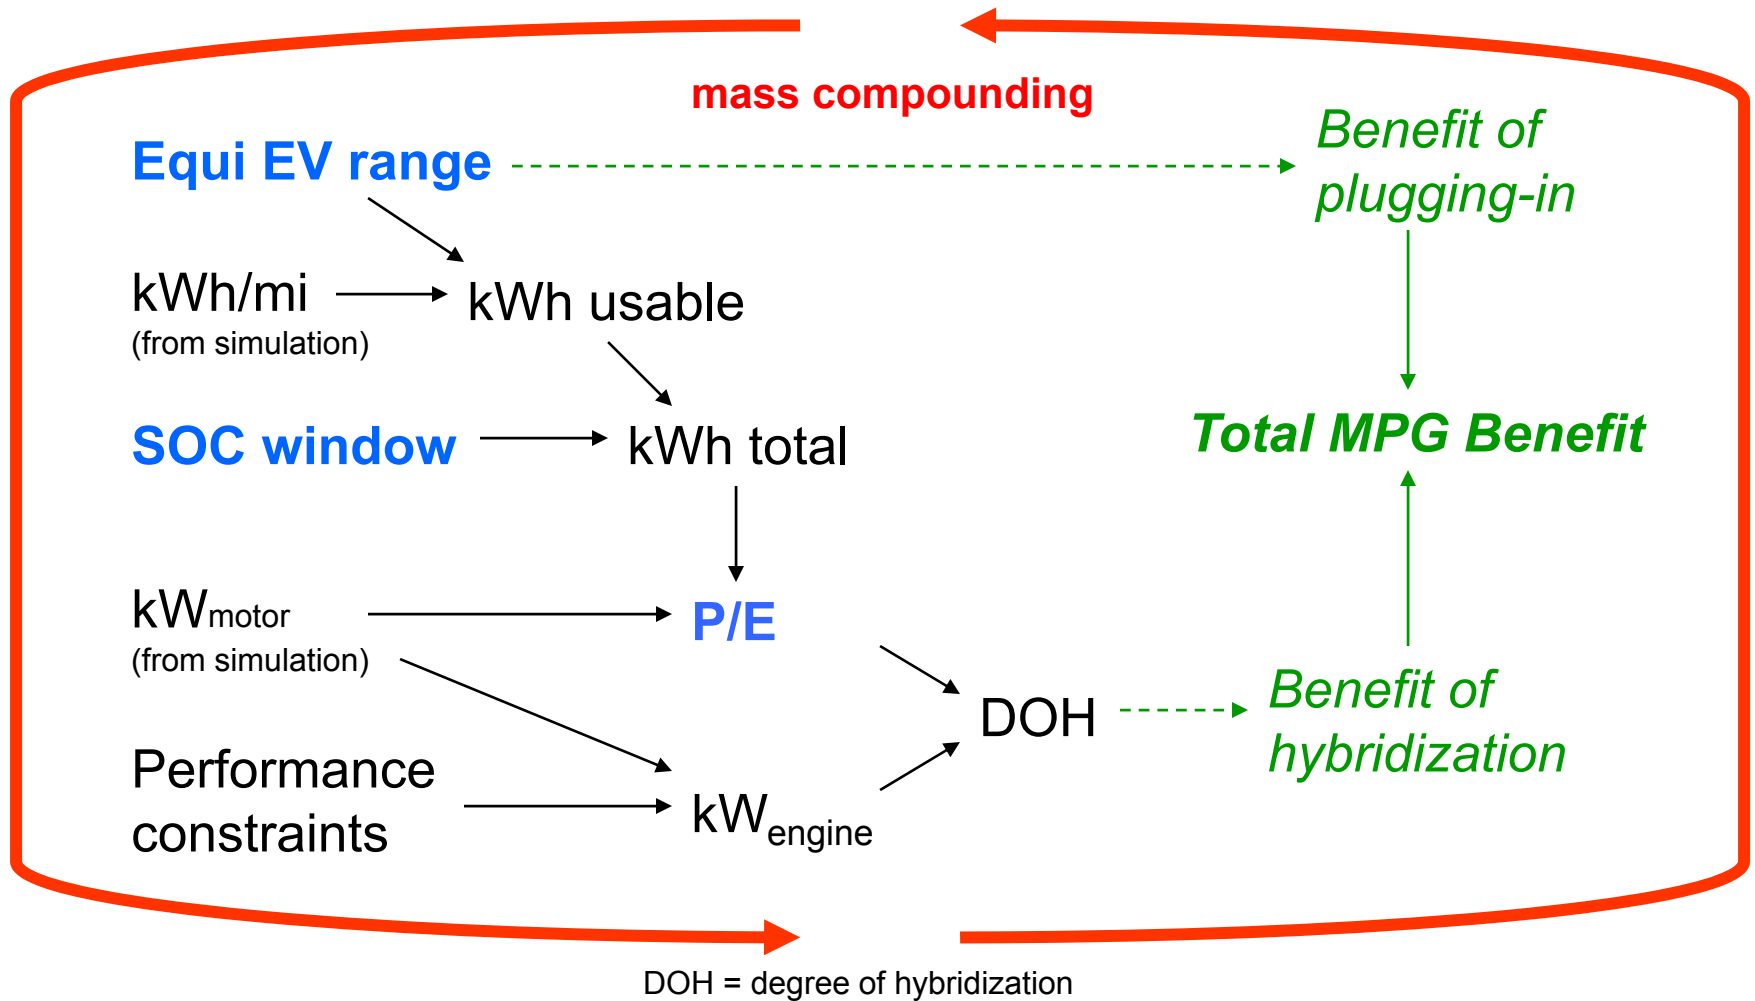 mass compounding
Equi EV range
Benefit of
plugging-in
kWh/mi
(from simulation)
kWh usable
SOC window
kWh total
Total MPG Benefit
kWmotor
(from simulation)
P/E
DOH
Benefit of
hybridization
Performance
constraints
kWengine
DOH = degree of hybridization